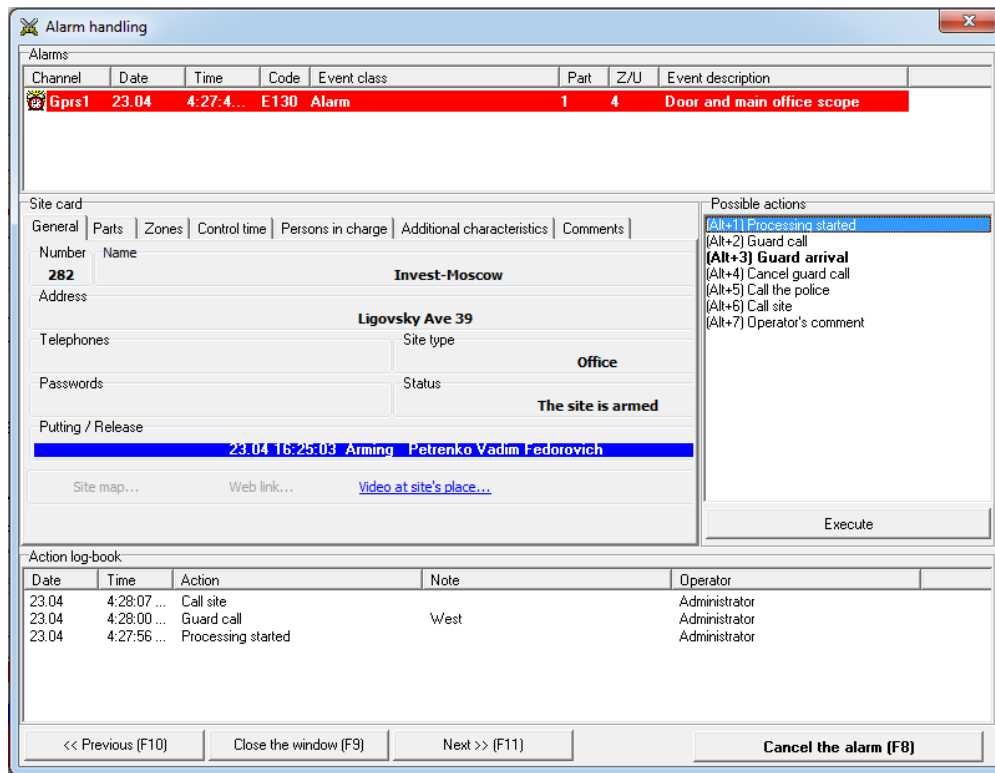 Alarm handling
Alarms
Channel Date Time Code Event class Part Z/U Event description
Gprs1 23.04 4:27:4... E130 Alarm 1 4 Door and main office scope
Site card
General Parts Zones Control time Persons in charge Additional characteristics Comments
Number Name
282 Invest-Moscow
Address
Ligovsky Ave 39
Telephones Site type
Office
Passwords Status
The site is armed
Putting / Release
23.04 16:25:03 Arming Petrenko Vadim Fedorovich
Site map... Web link... Video at site's place...
Possible actions
(Alt+1) Processing started
(Alt+2) Guard call
(Alt+3) Guard arrival
(Alt+4) Cancel guard call
(Alt+5) Call the police
(Alt+6) Call site
(Alt+7) Operator's comment
Execute
Action log-book
Date Time Action Note Operator
23.04 4:28:07 ... Call site Administrator
23.04 4:28:00 ... Guard call West Administrator
23.04 4:27:56 ... Processing started Administrator
<< Previous (F10) Close the window (F9) Next >> (F11) Cancel the alarm (F8)